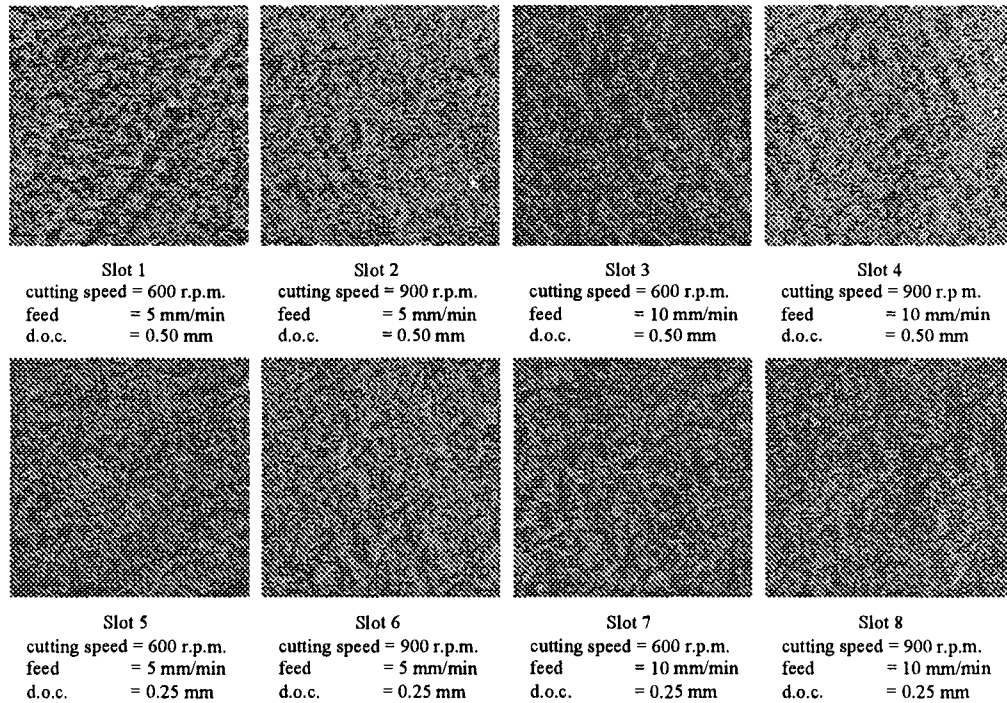 Slot 1
cutting speed = 600 r.p.m.
feed = 5 mm/min
d.o.c. = 0.50 mm
Slot 2
cutting speed = 900 r.p.m.
feed = 5 mm/min
d.o.c. = 0.50 mm
Slot 3
cutting speed = 600 r.p.m.
feed = 10 mm/min
d.o.c. = 0.50 mm
Slot 4
cutting speed = 900 r.p m.
feed = 10 mm/min
d.o.c. = 0.50 mm
Slot 5
cutting speed = 600 r.p.m.
feed = 5 mm/min
d.o.c. = 0.25 mm
Slot 6
cutting speed = 900 r.p.m.
feed = 5 mm/min
d.o.c. = 0.25 mm
Slot 7
cutting speed = 600 r.p.m.
feed = 10 mm/min
d.o.c. = 0.25 mm
Slot 8
cutting speed = 900 r.p.m.
feed = 10 mm/min
d.o.c. = 0.25 mm